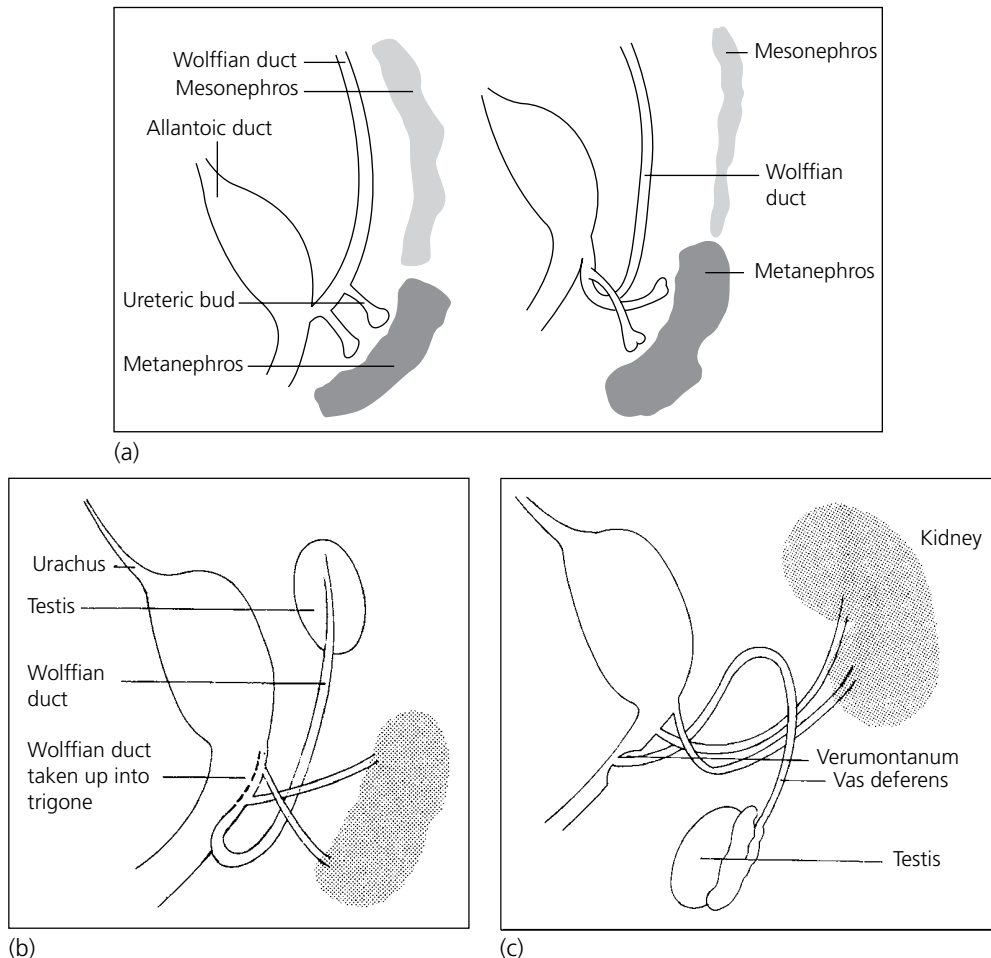 Wolffian duct
Mesonephros
Allantoic duct
Ureteric bud
Metanephros
Mesonephros
Wolffian
duct
Metanephros
(a)
Urachus
Testis
Wolffian
duct
Wolffian duct
taken up into
trigone
(b)
Kidney
Verumontanum
Vas deferens
Testis
(c)